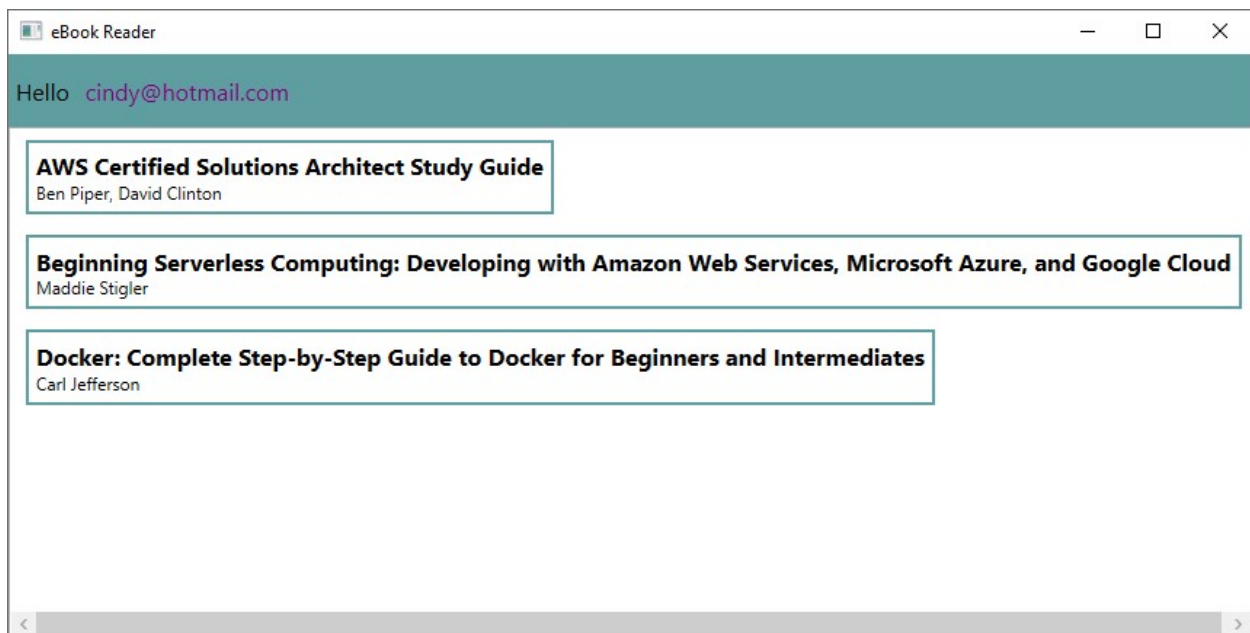 eBook Reader
Hello cindy@hotmail.com
AWS Certified Solutions Architect Study Guide
Ben Piper, David Clinton
Beginning Serverless Computing: Developing with Amazon Web Services, Microsoft Azure, and Google Cloud
Maddie Stigler
Docker: Complete Step-by-Step Guide to Docker for Beginners and Intermediates
Carl Jefferson